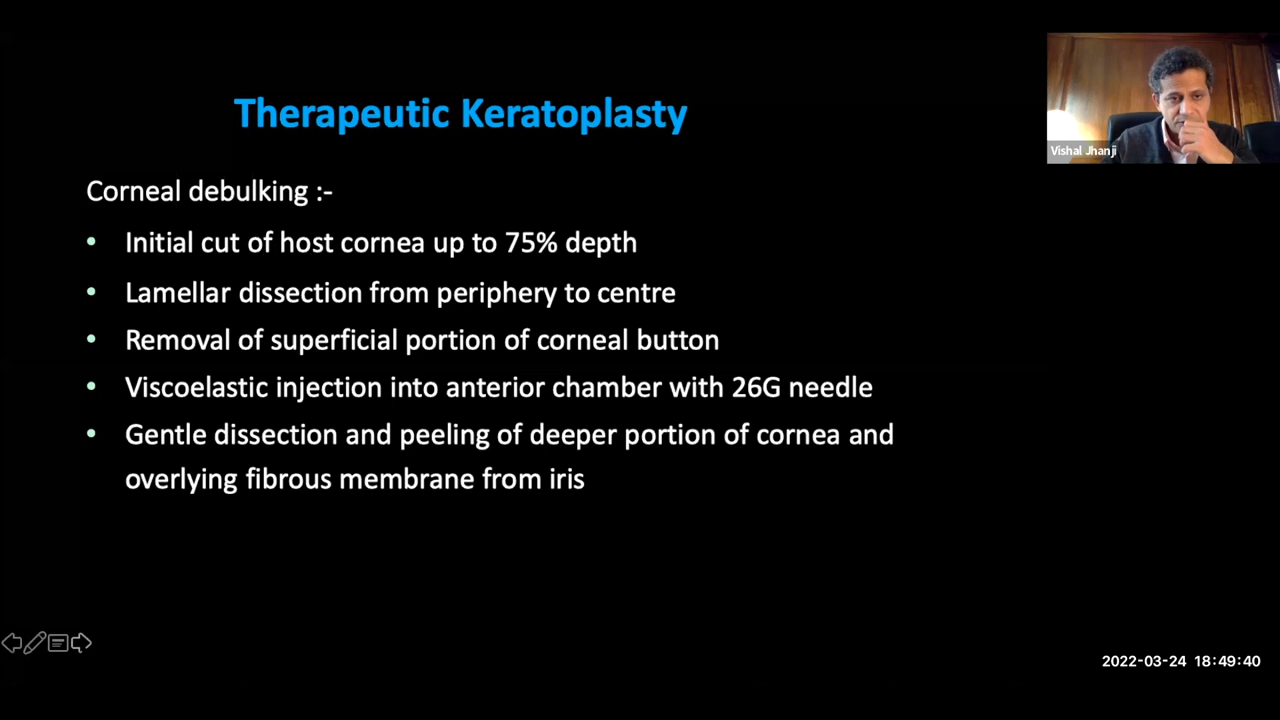 Therapeutic Keratoplasty
Vishal Jhanji
Corneal debulking :-
• Initial cut of host cornea up to 75% depth
• Lamellar dissection from periphery to centre
• Removal of superficial portion of corneal button
• Viscoelastic injection into anterior chamber with 26G needle
• Gentle dissection and peeling of deeper portion of cornea and
overlying fibrous membrane from iris
2022-03-24 18:49:40